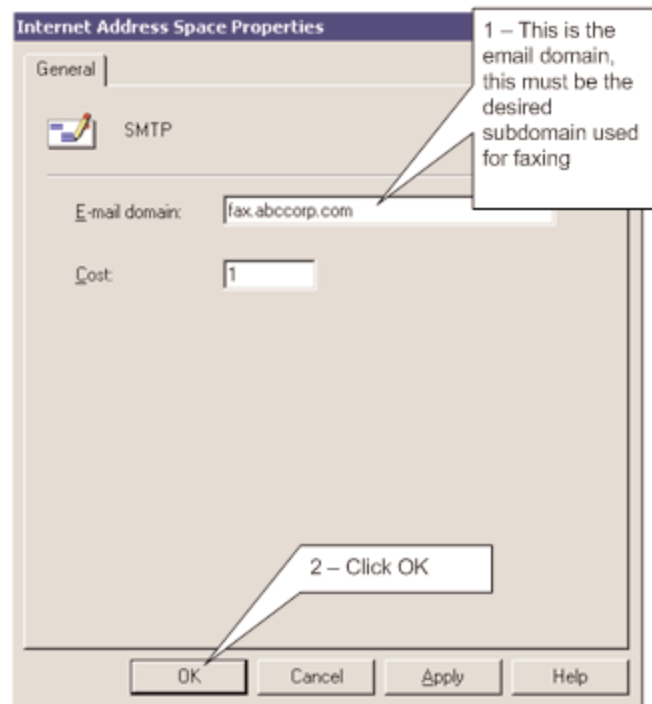 Internet Address Space Properties
1 – This is the
email domain,
this must be the
desired
subdomain used
for faxing
General
SMTP
E-mail domain:
fax.abccorp.com
Cost:
1
2 – Click OK
OK
Cancel
Apply
Help